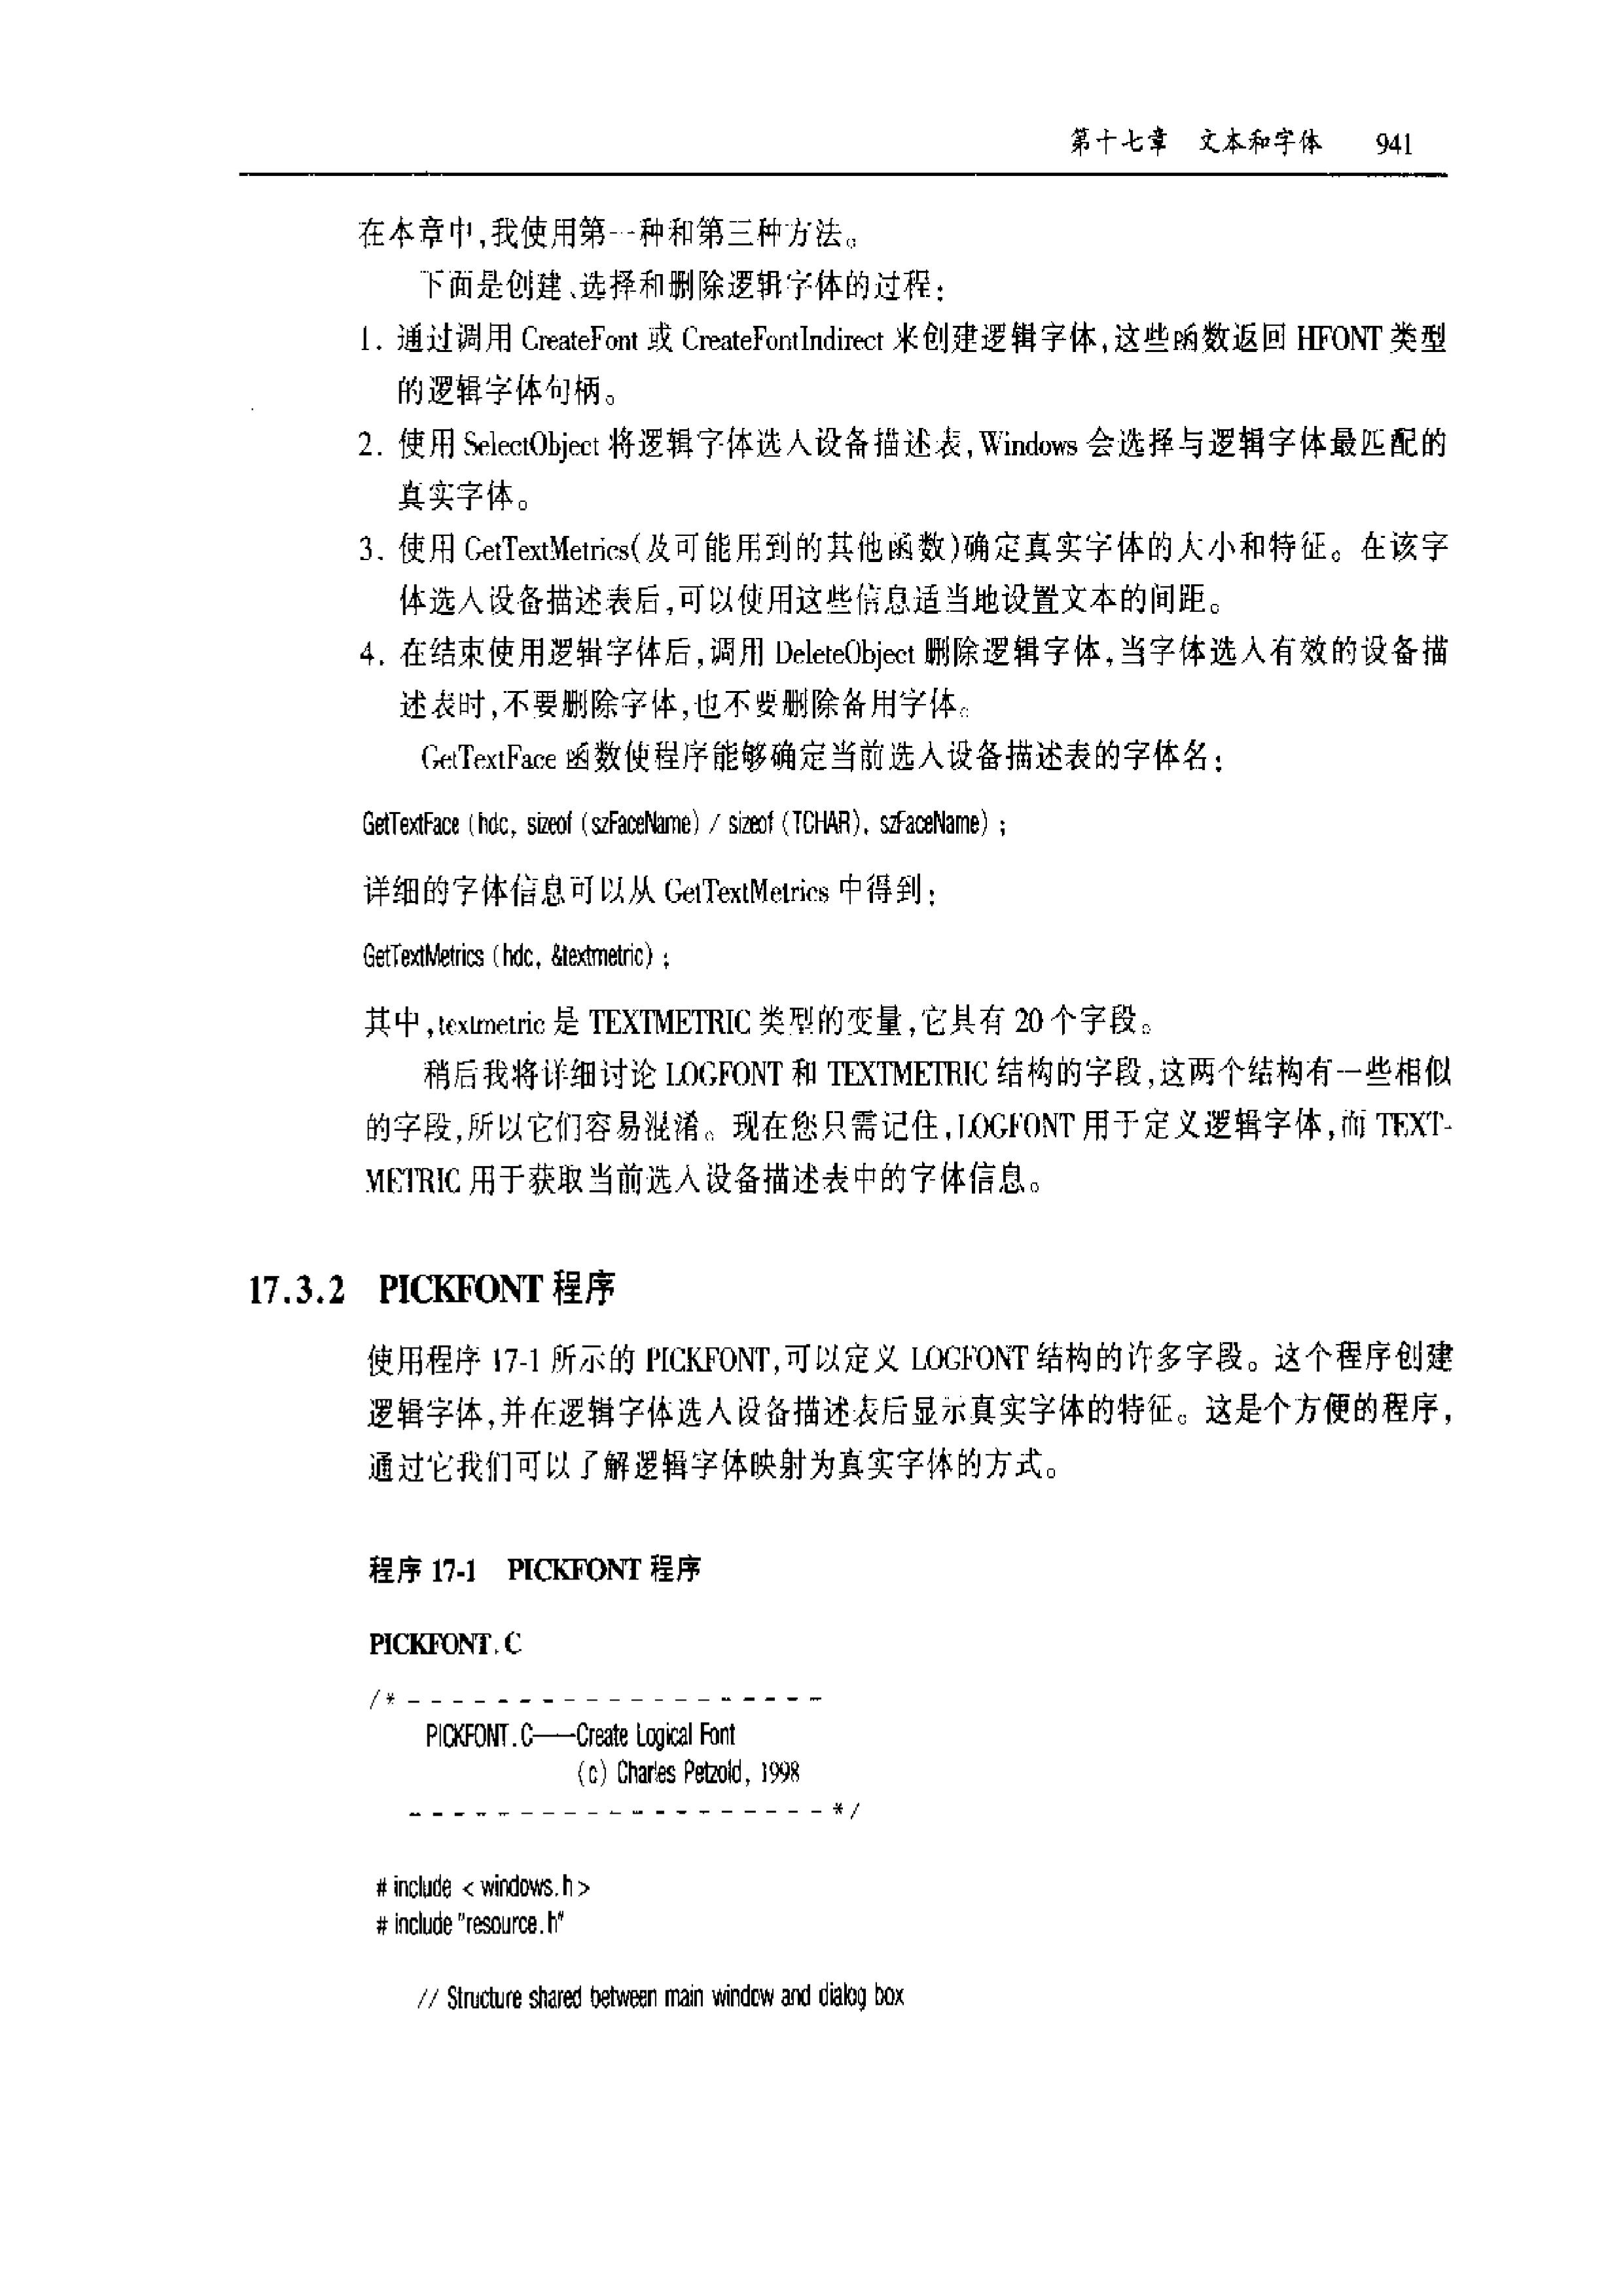 第十七章 文本和字体 941
在本章中,我使用第一种和第三种方法。
下面是创建、选择和删除逻辑字体的过程:
1. 通过调用 CreateFont 或 CreateFontIndirect 来创建逻辑字体,这些函数返回 HFONT 类型
的逻辑字体句柄。
2. 使用 SelectObject 将逻辑字体选入设备描述表,Windows 会选择与逻辑字体最匹配的
真实字体。
3. 使用 GetTextMetrics(及可能用到的其他函数)确定真实字体的大小和特征。在该字
体选入设备描述表后,可以使用这些信息适当地设置文本的间距。
4. 在结束使用逻辑字体后,调用 DeleteObject 删除逻辑字体,当字体选入有效的设备描
述表时,不要删除字体,也不要删除备用字体。
GetTextFace 函数使程序能够确定当前选入设备描述表的字体名:
GetTextFace (hdc, sizeof (szFaceName) / sizeof (TCHAR), szFaceName) ;
详细的字体信息可以从 GetTextMetrics 中得到:
GetTextMetrics (hdc, &textmetric) ;
其中,textmetric 是 TEXTMETRIC 类型的变量,它具有 20 个字段。
稍后我将详细讨论 LOGFONT 和 TEXTMETRIC 结构的字段,这两个结构有一些相似
的字段,所以它们容易混淆。现在您只需记住,LOGFONT 用于定义逻辑字体,而 TEXT-
METRIC 用于获取当前选入设备描述表中的字体信息。
17.3.2 PICKFONT 程序
使用程序 17-1 所示的 PICKFONT,可以定义 LOGFONT 结构的许多字段。这个程序创建
逻辑字体,并在逻辑字体选入设备描述表后显示真实字体的特征。这是个方便的程序,
通过它我们可以了解逻辑字体映射为真实字体的方式。
程序 17-1 PICKFONT 程序
PICKFONT.C
/* - - - - - - - - - - - - - - - - - - -
PICKFONT.C——Create Logical Font
(c) Charles Petzold, 1998
- - - - - - - - - - - - - - - - - - - */
# include < windows.h >
# include "resource.h"
// Structure shared between main window and dialog box